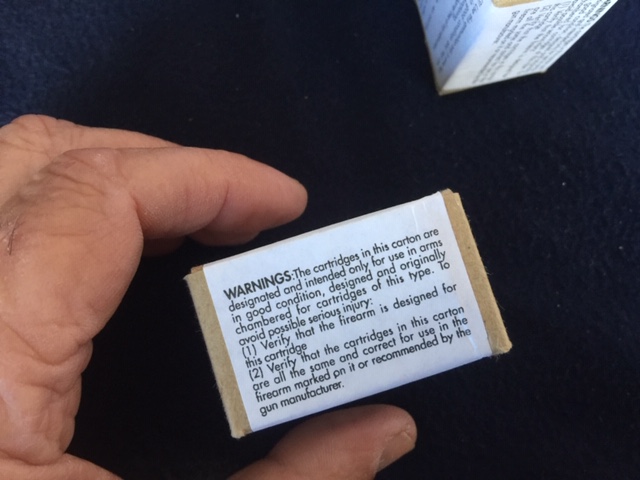 WARNINGS:The cartridges in this carton are
designated and intended only for use in arms
in good condition, designed and originally
chambered for cartridges of this type. To
avoid possible serious injury:
(1) Verify that the firearm is designed for
this cartridge
(2) Verify that the cartridges in this carton
are all the same and correct for use in the
firearm marked pn it or recommended by the
gun manufacturer.